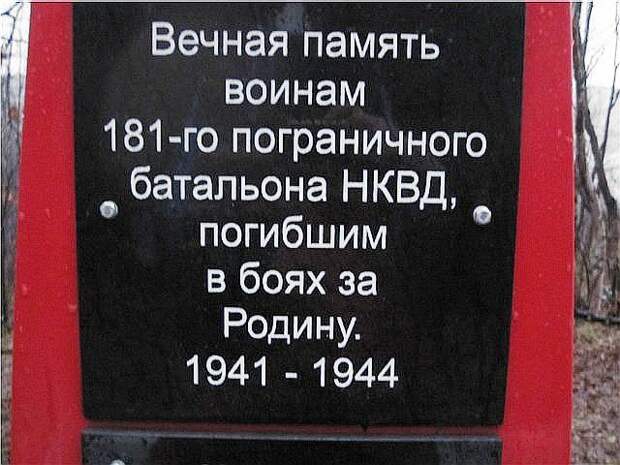 Вечная память
воинам
181-го пограничного
батальона НКВД,
погибшим
в боях за
Родину.
1941 - 1944